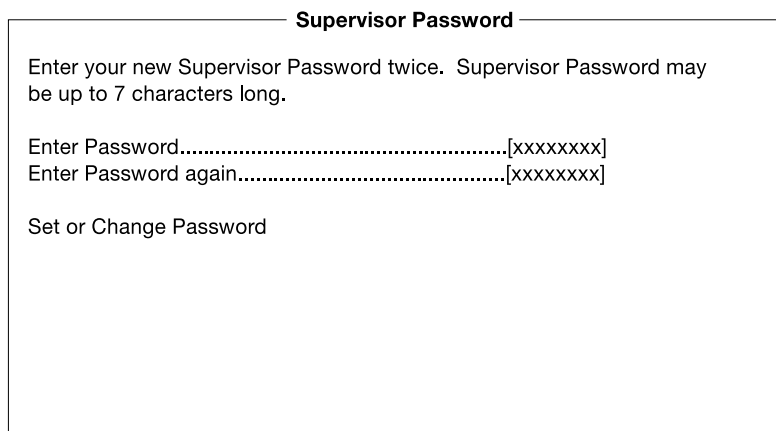 Supervisor Password
Enter your new Supervisor Password twice.  Supervisor Password may
be up to 7 characters long.
Enter Password......................................................[xxxxxxxx]
Enter Password again............................................[xxxxxxxx]
Set or Change Password